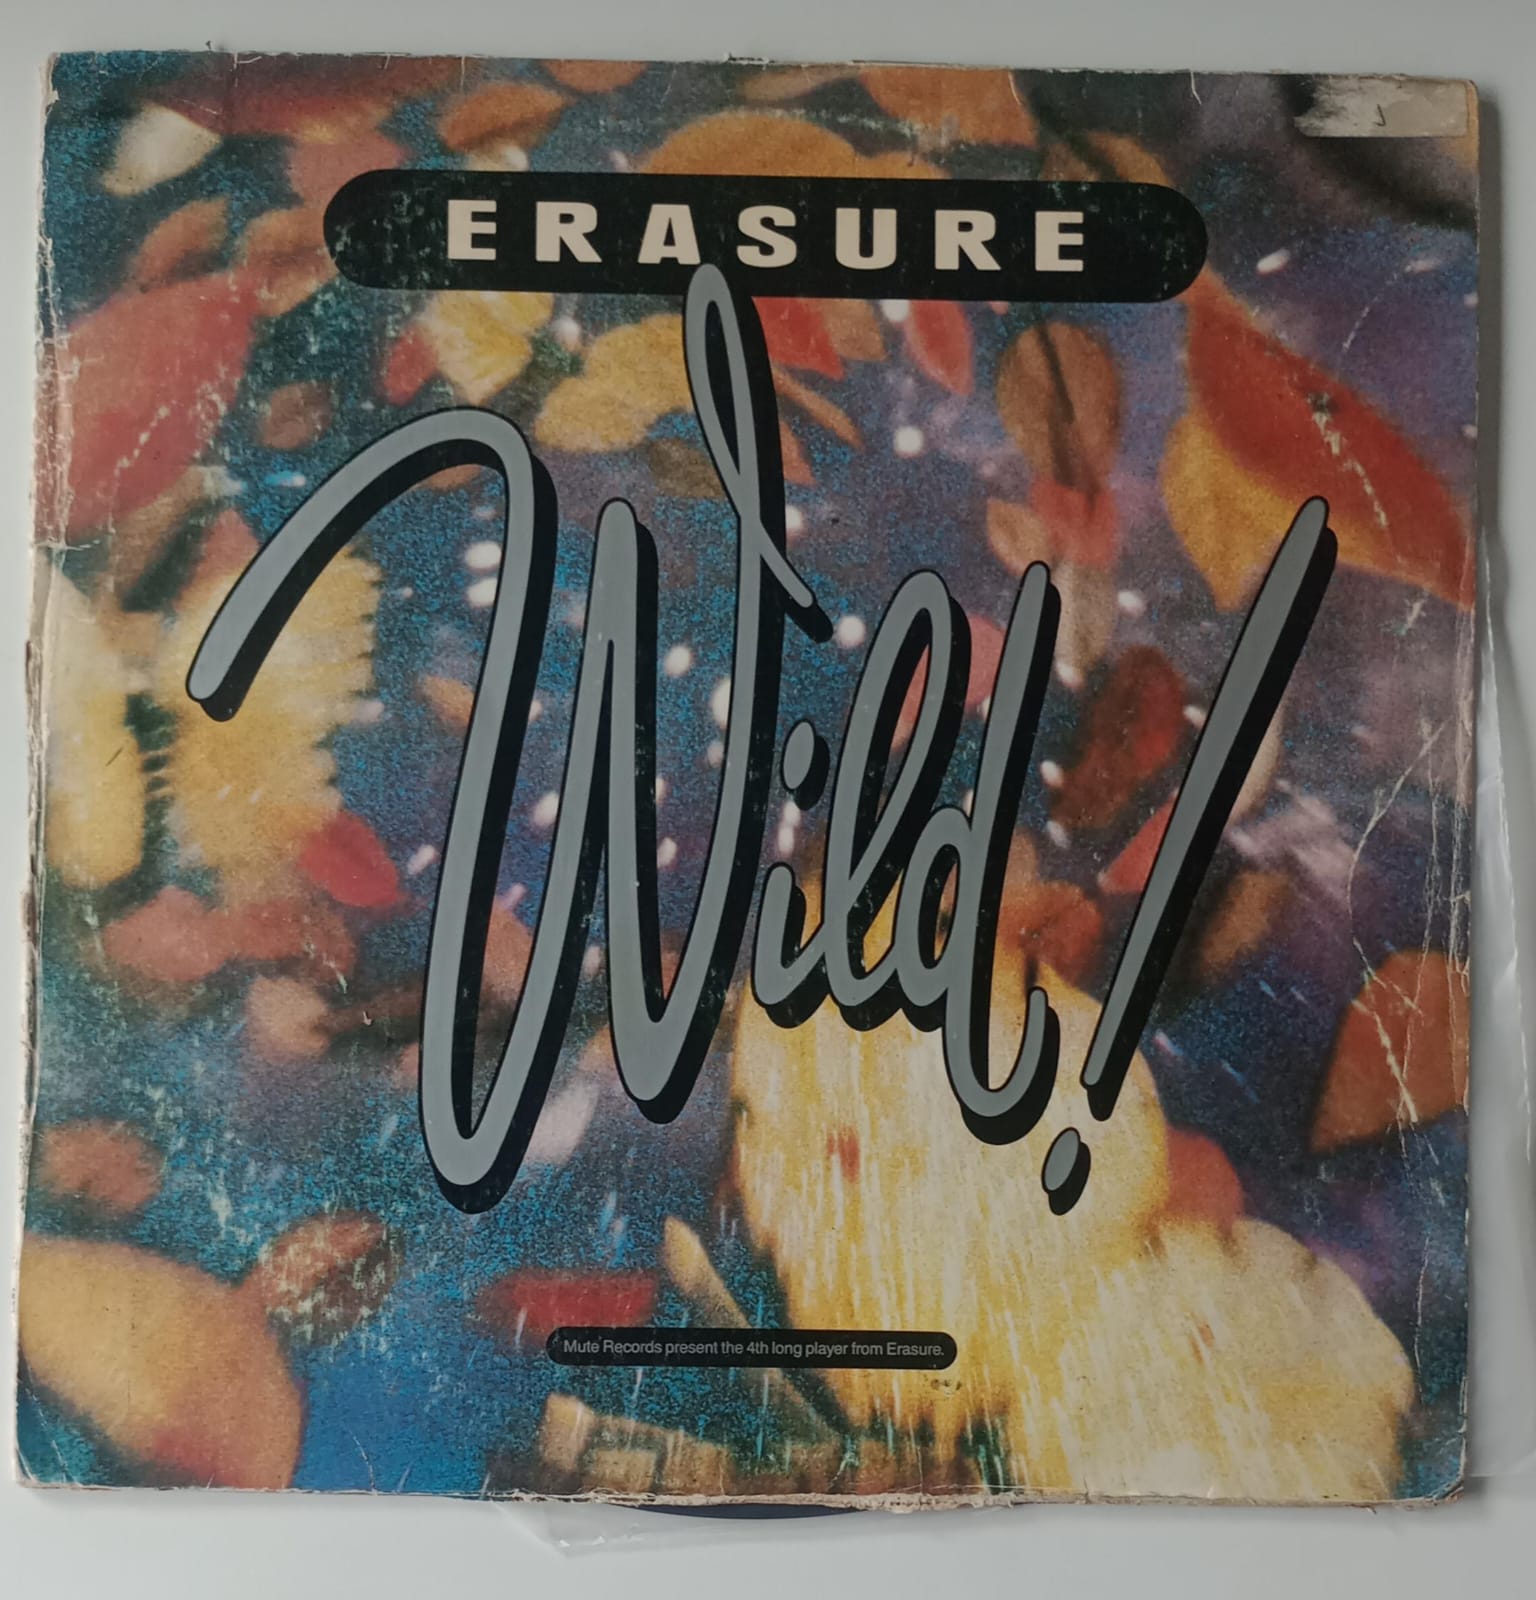 ERASURE
Wild!
Mute Records present the 4th long player from Erasure.